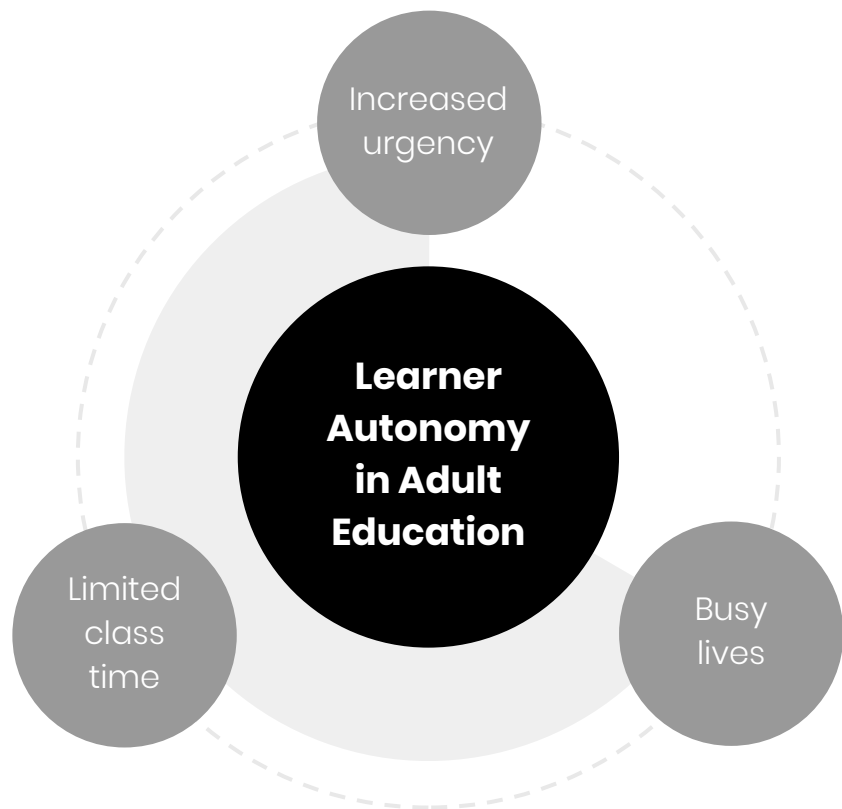 Increased
urgency
Learner
Autonomy
in Adult
Education
Limited
class
time
Busy
lives